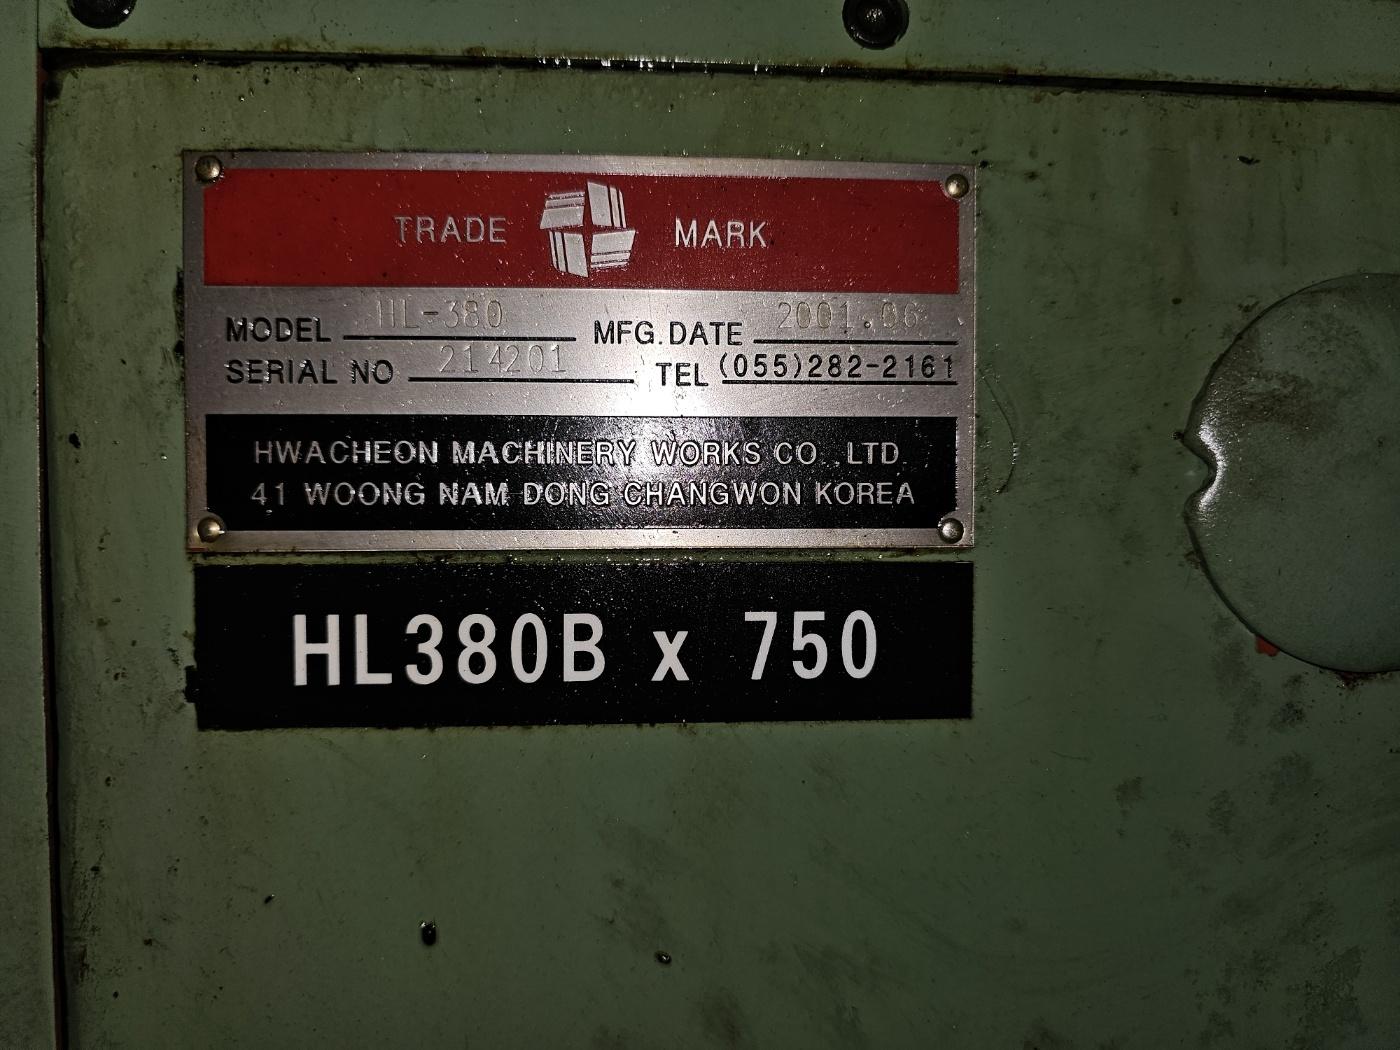 TRADE MARK
MODEL HL-380 MFG. DATE 2001.06
SERIAL NO 214201 TEL (055)282-2161
HWACHEON MACHINERY WORKS CO. LTD
41 WOONG NAM DONG CHANGWON KOREA
HL380B x 750